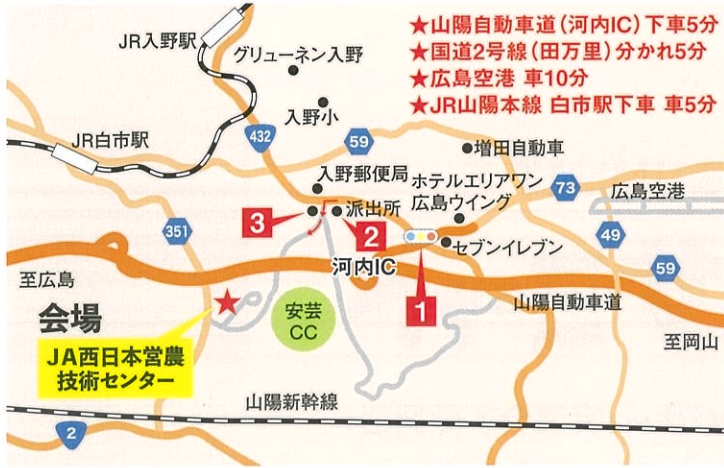 ★山陽自動車道（河内IC）下車5分
★国道2号線（田万里）分かれ5分
★広島空港 車10分
★JR山陽本線 白市駅下車 車5分
JR入野駅
グリューネン入野
入野小
432
59
増田自動車
JR白市駅
入野郵便局
ホテルエリアワン
広島ウイング
73
広島空港
351
3
派出所
2
セブンイレブン
49
59
河内IC
至広島
1
山陽自動車道
会場
安芸
CC
至岡山
JA西日本営農
技術センター
山陽新幹線
2